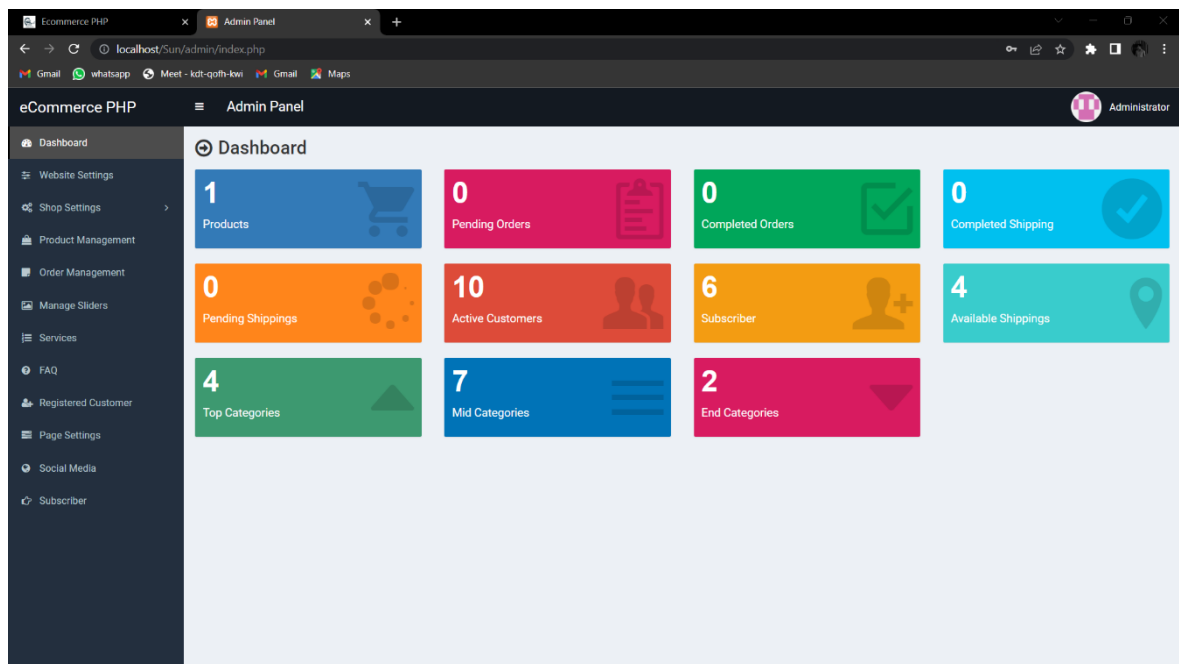 Ecommerce PHP
Admin Panel
localhost/Sun/admin/index.php
Gmail whatsapp Meet - kdt-qofh-kwi Gmail Maps
eCommerce PHP
Admin Panel
Administrator
Dashboard
Website Settings
Shop Settings
Product Management
Order Management
Manage Sliders
Services
FAQ
Registered Customer
Page Settings
Social Media
Subscriber
Dashboard
1
Products
0
Pending Orders
0
Completed Orders
0
Completed Shipping
0
Pending Shippings
10
Active Customers
6
Subscriber
4
Available Shippings
4
Top Categories
7
Mid Categories
2
End Categories